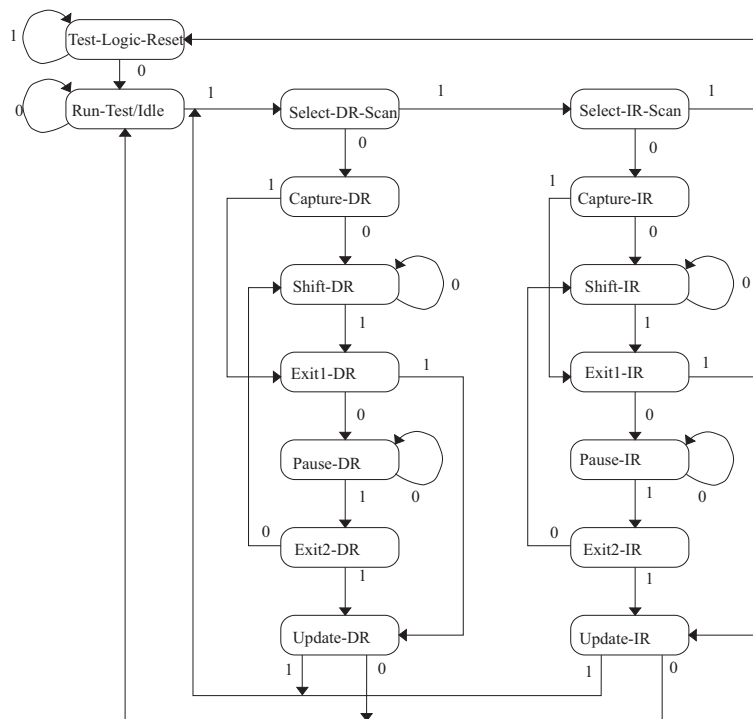 1 Test-Logic-Reset
0
0 Run-Test/Idle 1 Select-DR-Scan 1 Select-IR-Scan 1
0 0
1 Capture-DR 1 Capture-IR
0 0
Shift-DR 0 Shift-IR 0
1 1
Exit1-DR 1 Exit1-IR 1
0 0
Pause-DR Pause-IR
1 0 1 0
0 Exit2-DR 0 Exit2-IR
1 1
Update-DR Update-IR
1 0 1 0